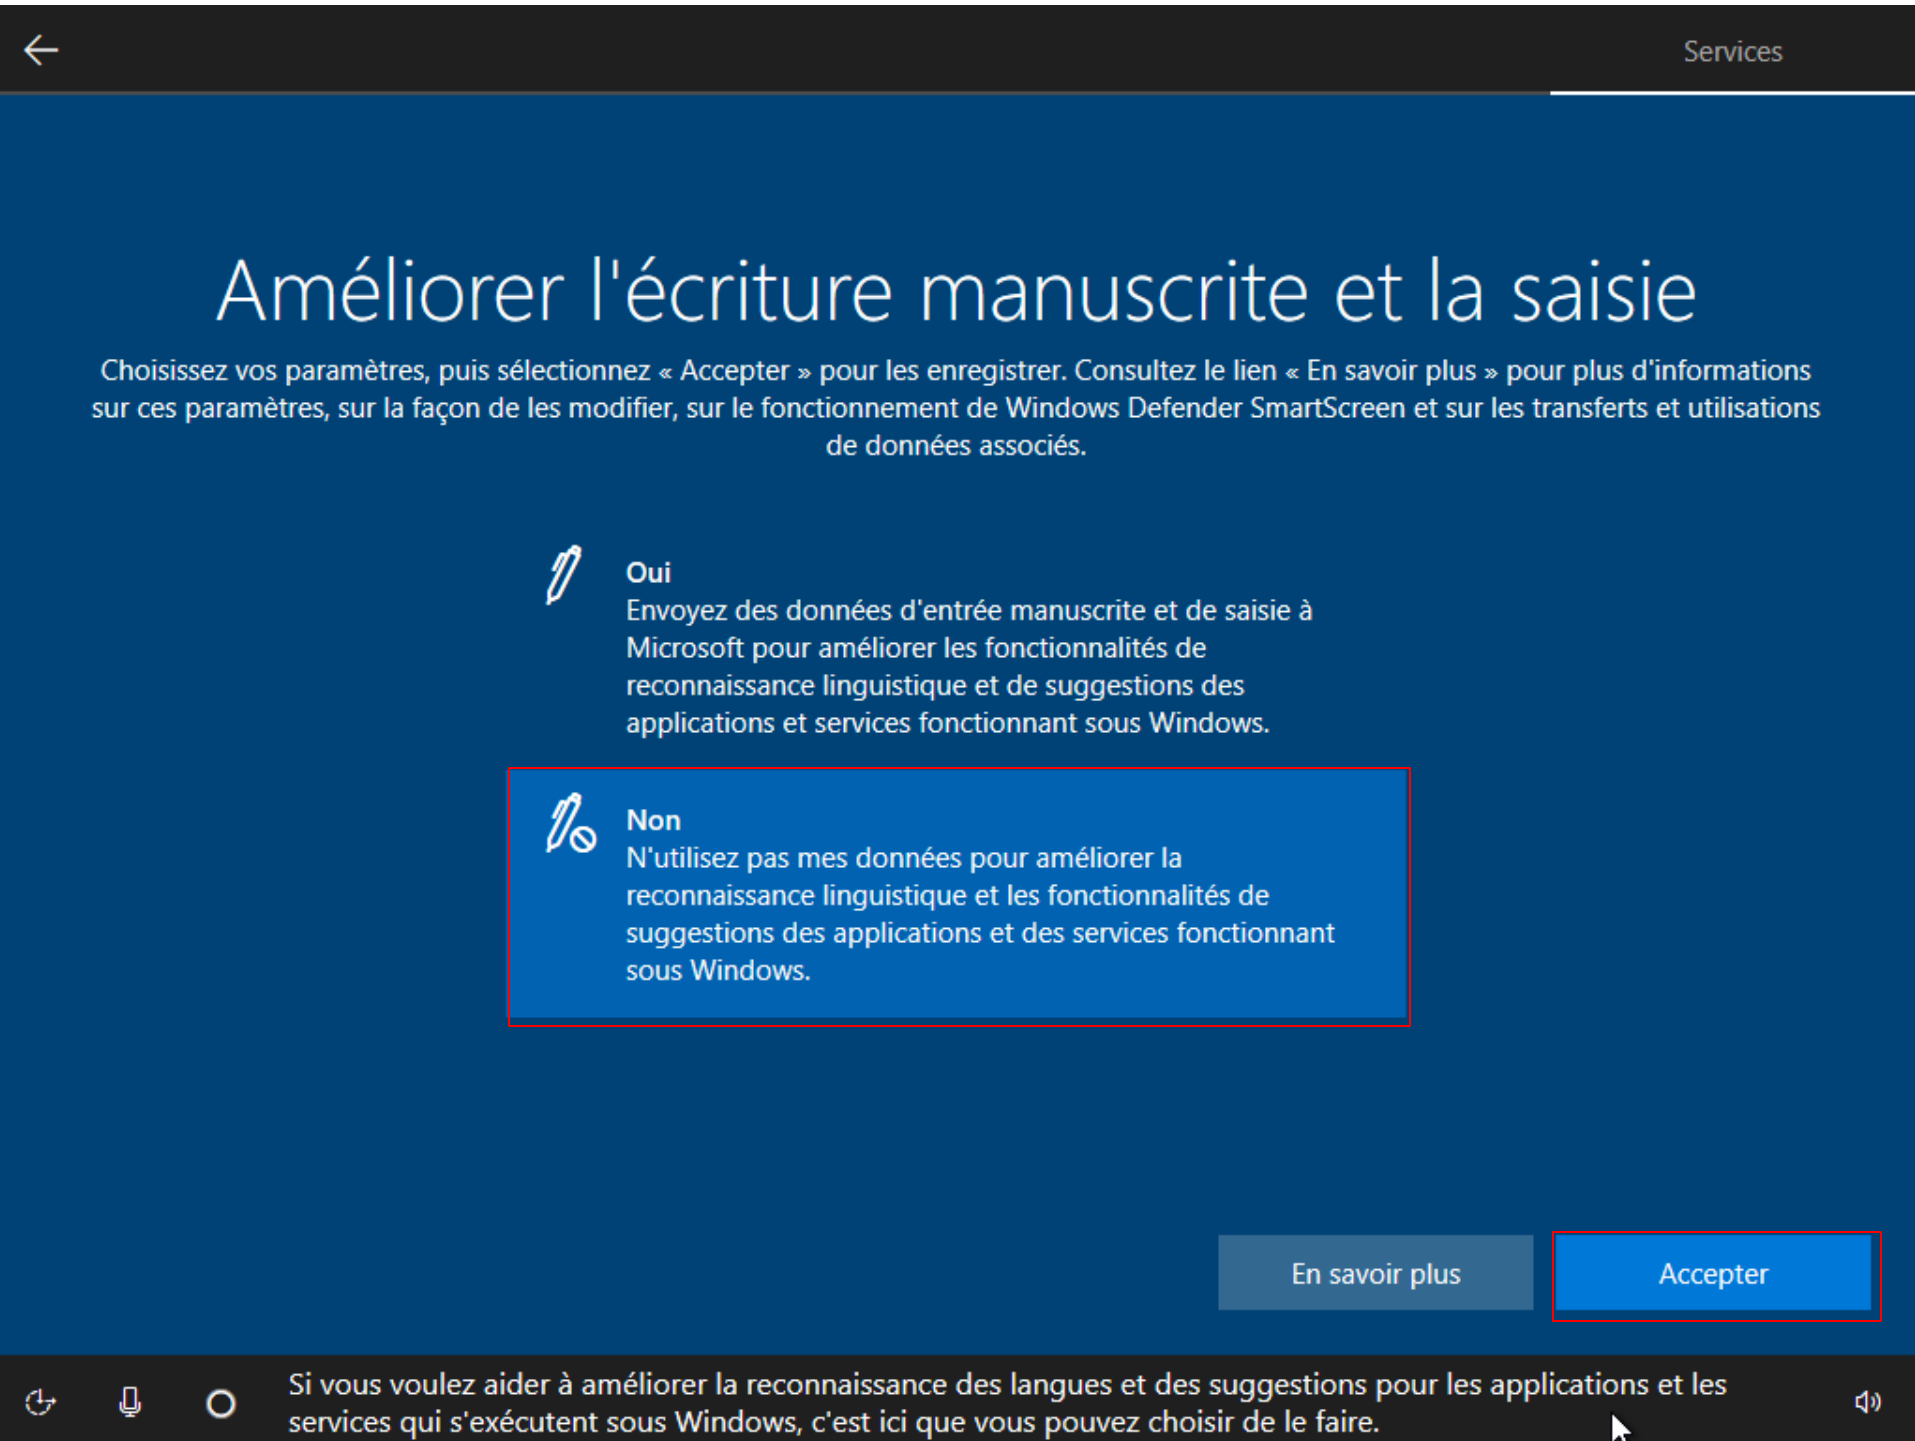 Services
Améliorer l'écriture manuscrite et la saisie
Choisissez vos paramètres, puis sélectionnez « Accepter » pour les enregistrer. Consultez le lien « En savoir plus » pour plus d'informations
sur ces paramètres, sur la façon de les modifier, sur le fonctionnement de Windows Defender SmartScreen et sur les transferts et utilisations
de données associés.
Oui
Envoyez des données d'entrée manuscrite et de saisie à
Microsoft pour améliorer les fonctionnalités de
reconnaissance linguistique et de suggestions des
applications et services fonctionnant sous Windows.
Non
N'utilisez pas mes données pour améliorer la
reconnaissance linguistique et les fonctionnalités de
suggestions des applications et des services fonctionnant
sous Windows.
En savoir plus
Accepter
Si vous voulez aider à améliorer la reconnaissance des langues et des suggestions pour les applications et les
services qui s'exécutent sous Windows, c'est ici que vous pouvez choisir de le faire.